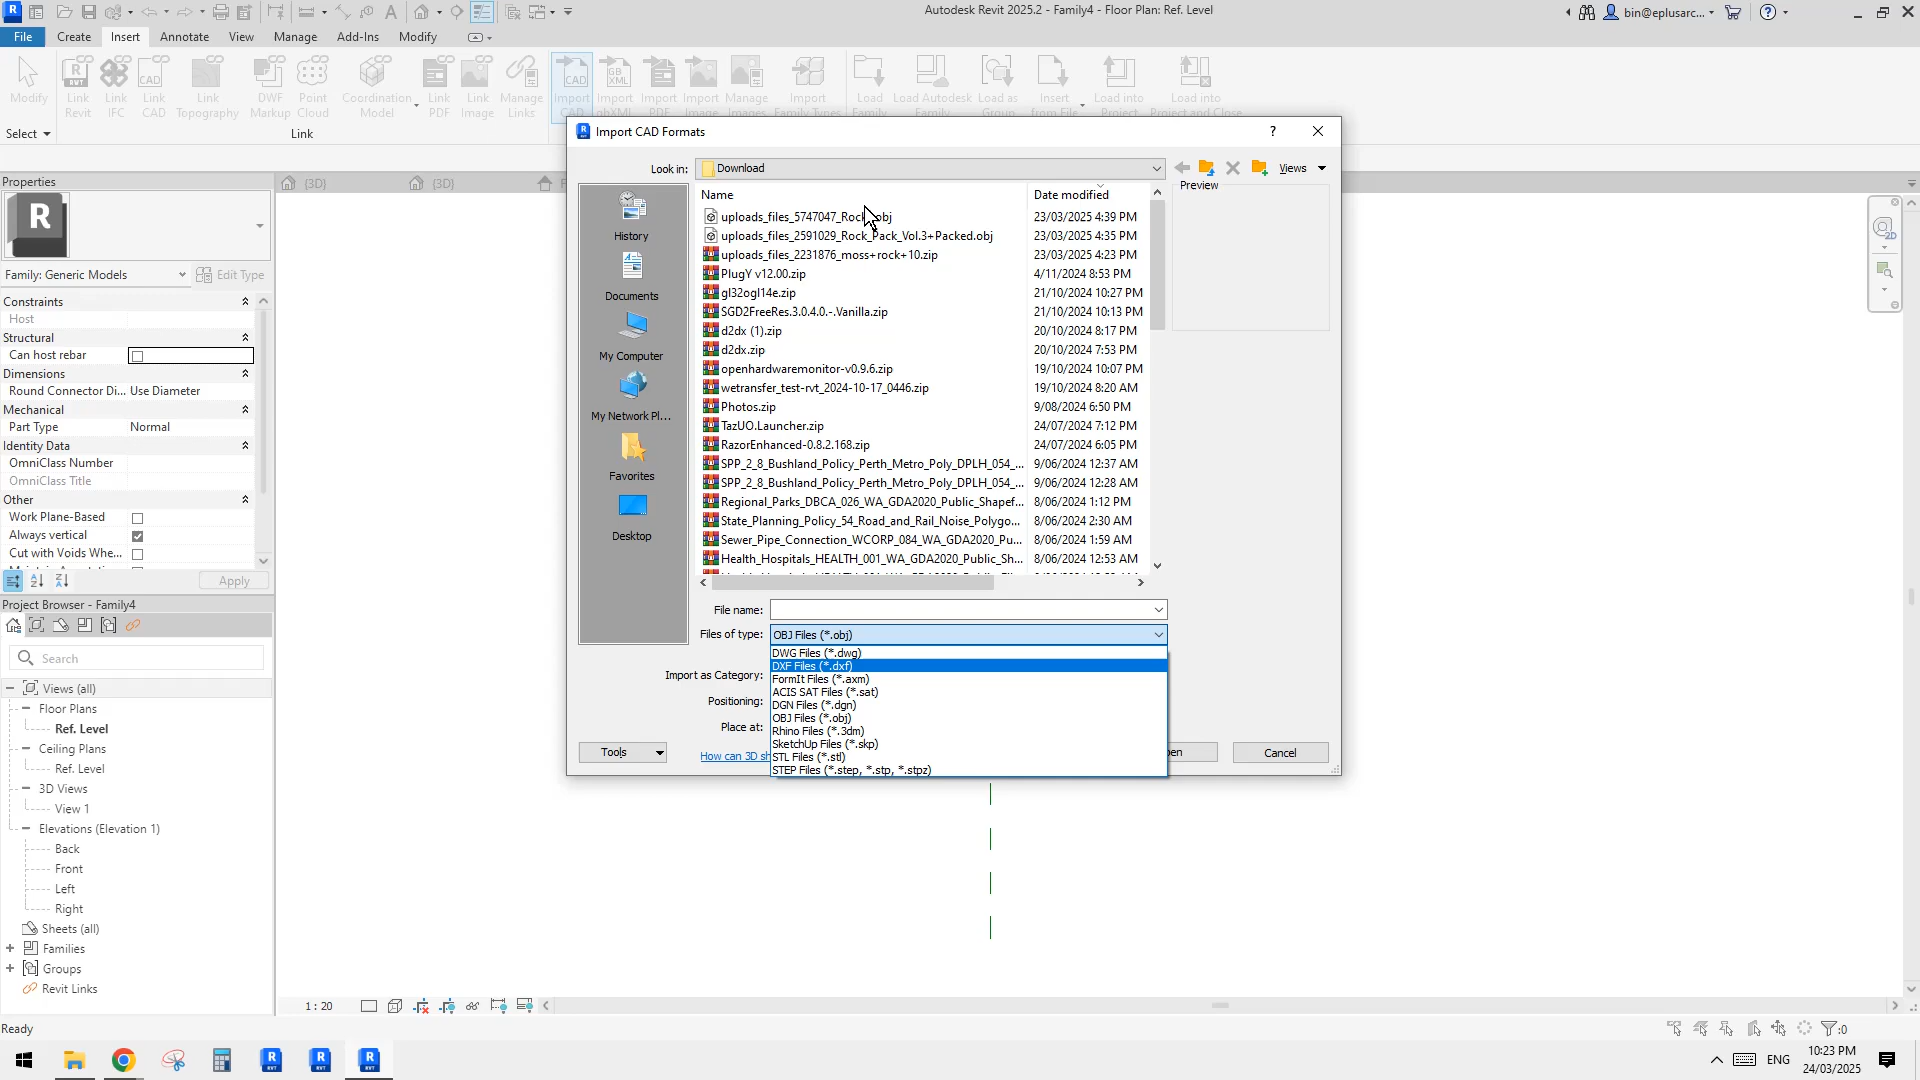 Autodesk Revit 2025.2 - Family4 - Floor Plan: Ref. Level
bin@eplusarc...
File Create Insert Annotate View Manage Add-Ins Modify
Modify
Link Revit
Link IFC
Link CAD
Link Topography
DWF Markup
Point Cloud
Coordination Model
Link PDF
Link Image
Manage Links
Import CAD
Import
Import
Import
Manage
Import
Load
Load Autodesk
Load as
Insert
Load into
Load into
Select
Link
Import CAD Formats
Look in: Download
Views
Preview
Name Date modified
uploads_files_5747047_Rock obj 23/03/2025 4:39 PM
uploads_files_2591029_Rock_Pack_Vol.3+Packed.obj 23/03/2025 4:35 PM
uploads_files_2231876_moss+rock+10.zip 23/03/2025 4:23 PM
PlugY v12.00.zip 4/11/2024 8:53 PM
gl32ogl14e.zip 21/10/2024 10:27 PM
SGD2FreeRes.3.0.4.0.-.Vanilla.zip 21/10/2024 10:13 PM
d2dx (1).zip 20/10/2024 8:17 PM
d2dx.zip 20/10/2024 7:53 PM
openhardwaremonitor-v0.9.6.zip 19/10/2024 10:07 PM
wetransfer_test-rvt_2024-10-17_0446.zip 19/10/2024 8:20 AM
Photos.zip 9/08/2024 6:50 PM
TazUO.Launcher.zip 24/07/2024 7:12 PM
RazorEnhanced-0.8.2.168.zip 24/07/2024 6:05 PM
SPP_2_8_Bushland_Policy_Perth_Metro_Poly_DPLH_054_... 9/06/2024 12:37 AM
SPP_2_8_Bushland_Policy_Perth_Metro_Poly_DPLH_054_... 9/06/2024 12:28 AM
Regional_Parks_DBCA_026_WA_GDA2020_Public_Shapef... 8/06/2024 1:12 PM
State_Planning_Policy_54_Road_and_Rail_Noise_Polygo... 8/06/2024 2:30 AM
Sewer_Pipe_Connection_WCORP_084_WA_GDA2020_Pu... 8/06/2024 1:59 AM
Health_Hospitals_HEALTH_001_WA_GDA2020_Public_Sh... 8/06/2024 12:53 AM
History
Documents
My Computer
My Network Pl...
Favorites
Desktop
File name:
Files of type: OBJ Files (*.obj)
DWG Files (*.dwg)
DXF Files (*.dxf)
FormIt Files (*.axm)
ACIS SAT Files (*.sat)
DGN Files (*.dgn)
OBJ Files (*.obj)
Rhino Files (*.3dm)
SketchUp Files (*.skp)
STL Files (*.stl)
STEP Files (*.step, *.stp, *.stpz)
Import as Category:
Positioning:
Place at:
Tools
How can 3D sh
pen
Cancel
{3D}
{3D}
Properties
Family: Generic Models Edit Type
Constraints
Host
Structural
Can host rebar
Dimensions
Round Connector Di... Use Diameter
Mechanical
Part Type Normal
Identity Data
OmniClass Number
OmniClass Title
Other
Work Plane-Based
Always vertical
Cut with Voids Whe...
Apply
Project Browser - Family4
Search
Views (all)
Floor Plans
Ref. Level
Ceiling Plans
Ref. Level
3D Views
View 1
Elevations (Elevation 1)
Back
Front
Left
Right
Sheets (all)
Families
Groups
Revit Links
1 : 20
Ready
:0
ENG
10:23 PM
24/03/2025